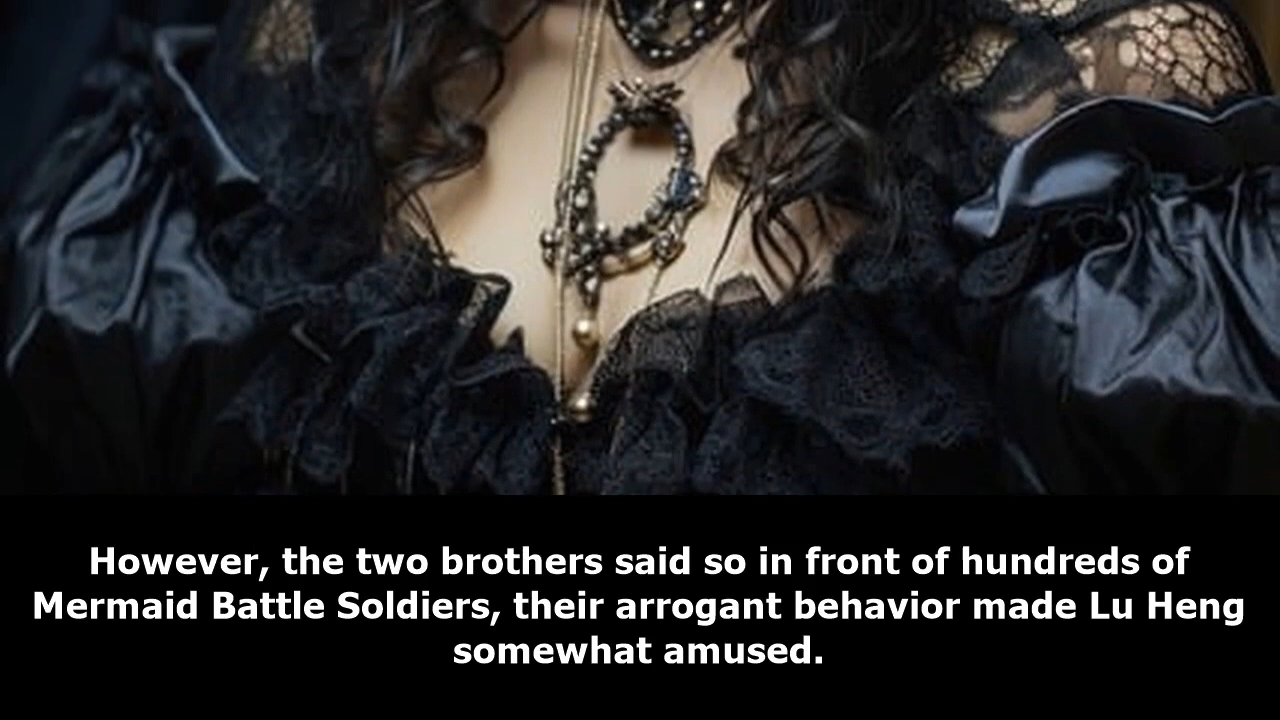 However, the two brothers said so in front of hundreds of
Mermaid Battle Soldiers, their arrogant behavior made Lu Heng
somewhat amused.